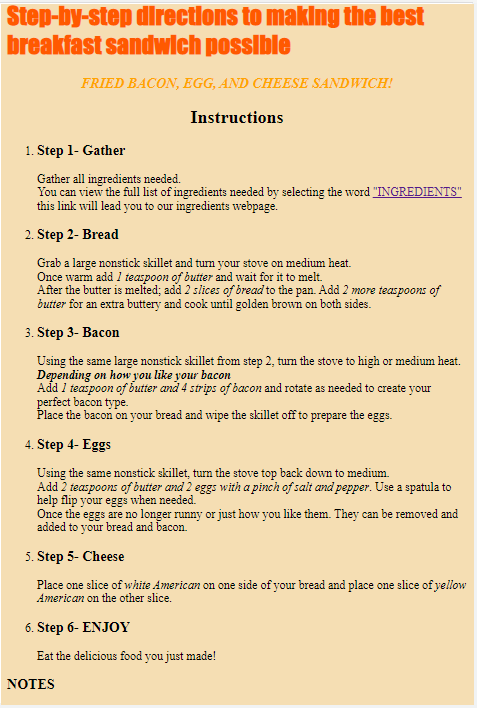 Step-by-step directions to making the best
breakfast sandwich possible
FRIED BACON, EGG, AND CHEESE SANDWICH!
Instructions
1. Step 1- Gather
Gather all ingredients needed.
You can view the full list of ingredients needed by selecting the word "INGREDIENTS"
this link will lead you to our ingredients webpage.
2. Step 2- Bread
Grab a large nonstick skillet and turn your stove on medium heat.
Once warm add 1 teaspoon of butter and wait for it to melt.
After the butter is melted; add 2 slices of bread to the pan. Add 2 more teaspoons of
butter for an extra buttery and cook until golden brown on both sides.
3. Step 3- Bacon
Using the same large nonstick skillet from step 2, turn the stove to high or medium heat.
Depending on how you like your bacon
Add 1 teaspoon of butter and 4 strips of bacon and rotate as needed to create your
perfect bacon type.
Place the bacon on your bread and wipe the skillet off to prepare the eggs.
4. Step 4- Eggs
Using the same nonstick skillet, turn the stove top back down to medium.
Add 2 teaspoons of butter and 2 eggs with a pinch of salt and pepper. Use a spatula to
help flip your eggs when needed.
Once the eggs are no longer runny or just how you like them. They can be removed and
added to your bread and bacon.
5. Step 5- Cheese
Place one slice of white American on one side of your bread and place one slice of yellow
American on the other slice.
6. Step 6- ENJOY
Eat the delicious food you just made!
NOTES